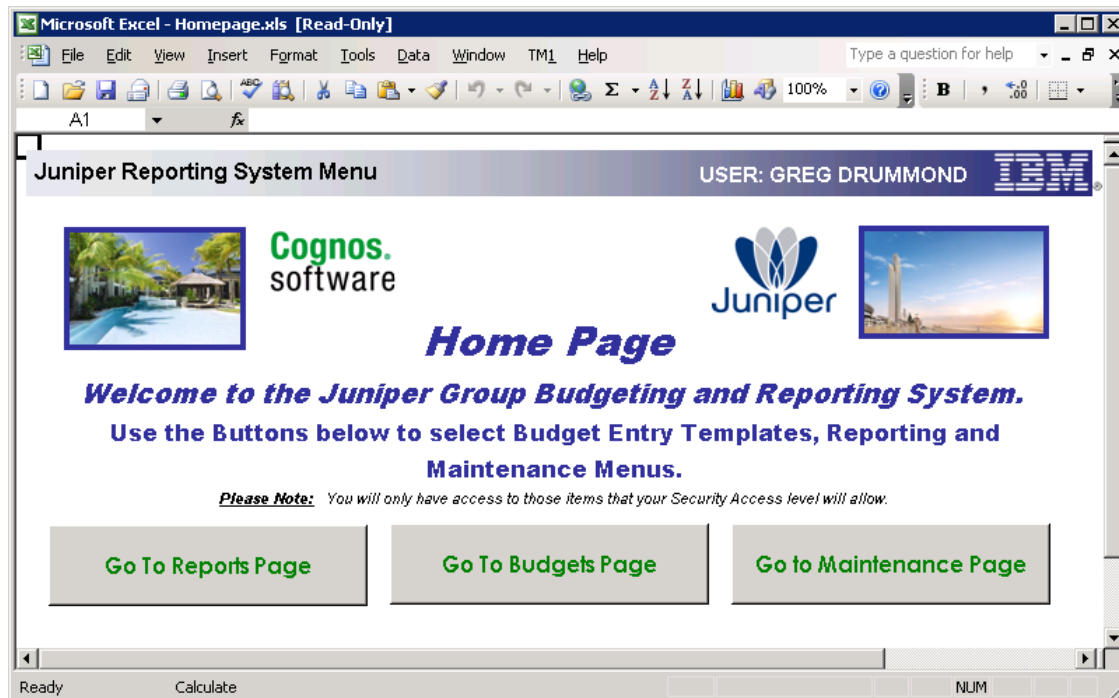 Microsoft Excel - Homepage.xls [Read-Only]
File Edit View Insert Format Tools Data Window TM1 Help Type a question for help
ABC Σ A Z Z A 100% B , .0 .00
A1 fx
Juniper Reporting System Menu USER: GREG DRUMMOND IBM®
Cognos.
software
Juniper
Home Page
Welcome to the Juniper Group Budgeting and Reporting System.
Use the Buttons below to select Budget Entry Templates, Reporting and
Maintenance Menus.
Please Note: You will only have access to those items that your Security Access level will allow.
Go To Reports Page Go To Budgets Page Go to Maintenance Page
Ready Calculate NUM